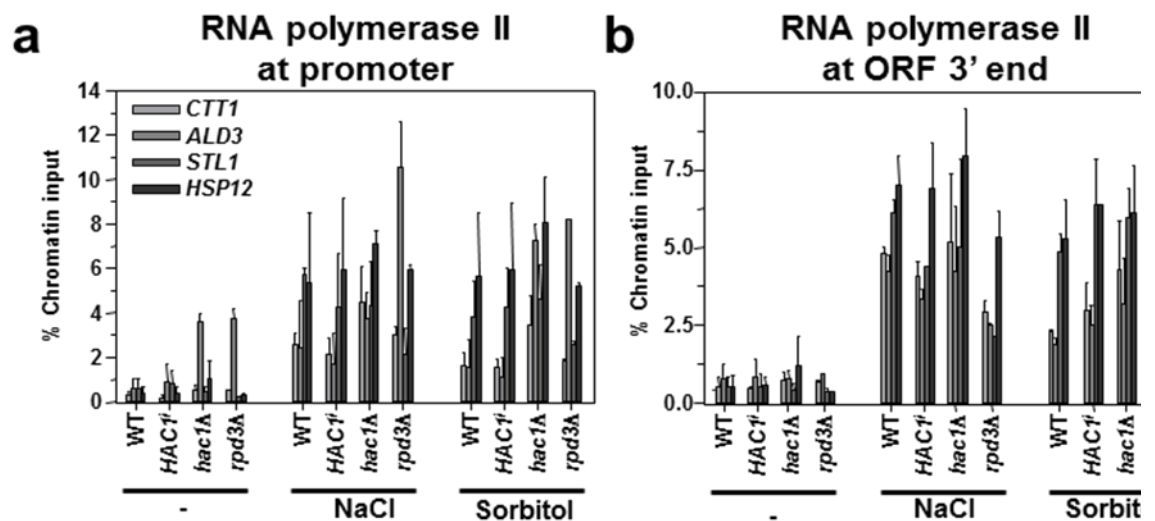 a
RNA polymerase II
at promoter
% Chromatin input
14
12
10
8
6
4
2
0
CTT1
ALD3
STL1
HSP12
WT
HAC1ⁱ
hac1Δ
rpd3Δ
WT
HAC1ⁱ
hac1Δ
rpd3Δ
WT
HAC1ⁱ
hac1Δ
rpd3Δ
-
NaCl
Sorbitol
b
RNA polymerase II
at ORF 3’ end
% Chromatin input
10.0
7.5
5.0
2.5
0.0
WT
HAC1ⁱ
hac1Δ
rpd3Δ
WT
HAC1ⁱ
hac1Δ
rpd3Δ
WT
HAC1ⁱ
hac1Δ
-
NaCl
Sorbit